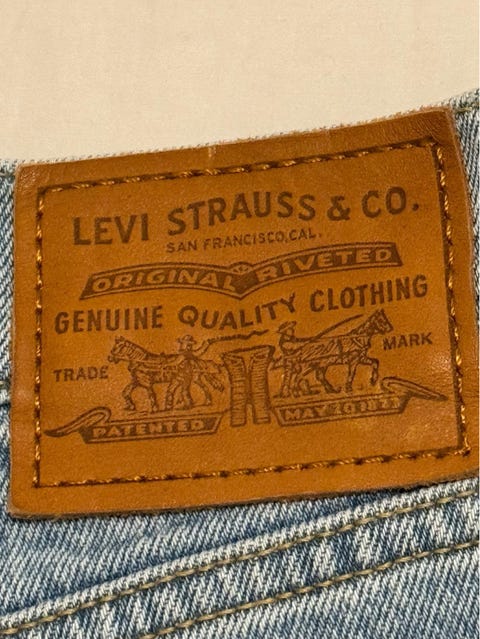 LEVI STRAUSS & CO.
SAN FRANCISCO, CAL.
ORIGINAL RIVETED
GENUINE QUALITY CLOTHING
TRADE MARK
PATENTED MAY 20 1873